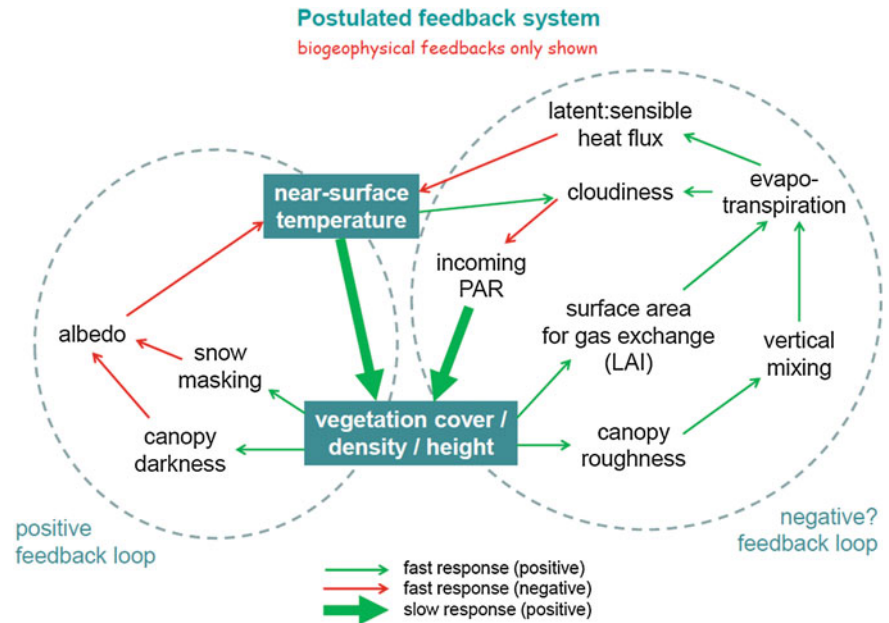 Postulated feedback system
biogeophysical feedbacks only shown
latent:sensible
heat flux
near-surface
temperature
cloudiness
evapo-
transpiration
incoming
PAR
albedo
snow
masking
surface area
for gas exchange
(LAI)
vertical
mixing
vegetation cover /
density / height
canopy
darkness
canopy
roughness
positive
feedback loop
negative?
feedback loop
fast response (positive)
fast response (negative)
slow response (positive)